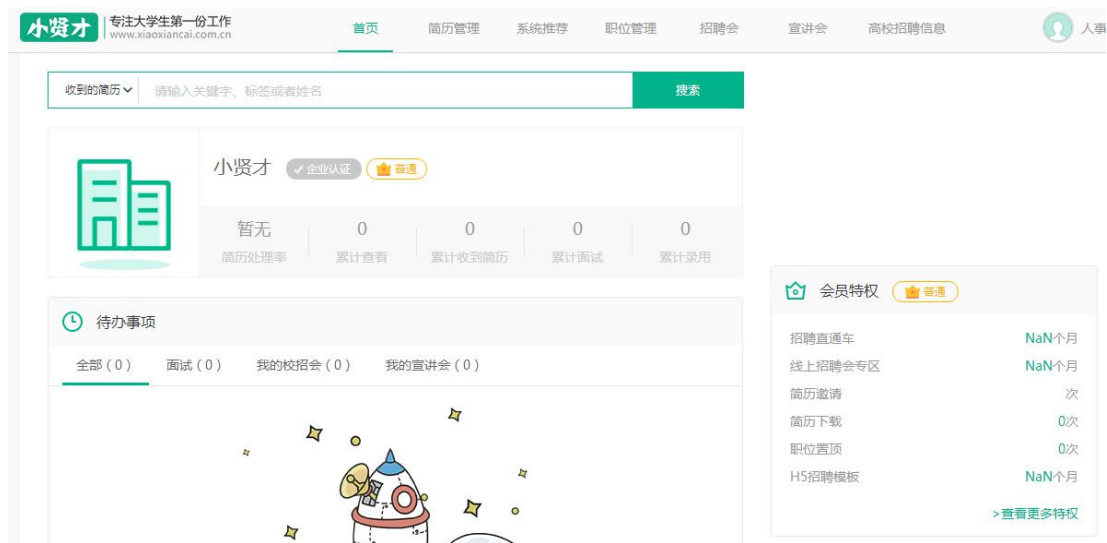 小贤才 专注大学生第一份工作
www.xiaoxiancai.com.cn
首页 简历管理 系统推荐 职位管理 招聘会 宣讲会 高校招聘信息 人事
收到的简历 请输入关键字、标签或者姓名 搜索
小贤才 企业认证 普通
暂无 0 0 0 0
简历处理率 累计查看 累计收到简历 累计面试 累计录用
待办事项
全部(0) 面试(0) 我的校招会(0) 我的宣讲会(0)
会员特权 普通
招聘直通车 NaN个月
线上招聘会专区 NaN个月
简历邀请 次
简历下载 0次
职位置顶 0次
H5招聘模板 NaN个月
>查看更多特权